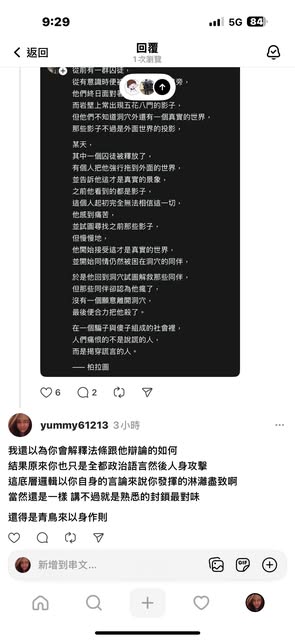 9:29
5G 84
返回
回覆
1次瀏覽
從前有一群囚徒，
他們終日面對著
而岩壁上常出現五花八門的影子，
但他們不知道洞穴外還有一個真實的世界，
那些影子不過是外面世界的投影，
某天，
其中一個囚徒被釋放了，
有個人把他強行拖到外面的世界，
並告訴他這才是真實的景象，
之前他看到的都是影子，
這個人起初完全無法相信這一切，
他感到痛苦，
並試圖尋找之前那些影子，
但慢慢地，
他開始接受這才是真實的世界，
並開始同情仍然被困在洞穴的同伴，
於是他回到洞穴試圖解救那些同伴，
但那些同伴卻認為他瘋了，
沒有一個願意離開洞穴，
最後便合力把他殺了。
在一個騙子與傻子組成的社會裡，
人們痛恨的不是說謊的人，
而是揭穿謊言的人。
—— 柏拉圖
6
2
yummy61213 3小時
我還以為你會解釋法條跟他辯論的如何
結果原來你也只是全都政治語言然後人身攻擊
這底層邏輯以你自身的言論來說你發揮的淋灕盡致啊
當然還是一樣 講不過就是熟悉的封鎖最對味
還得是青鳥來以身作則
新增到串文...
GIF